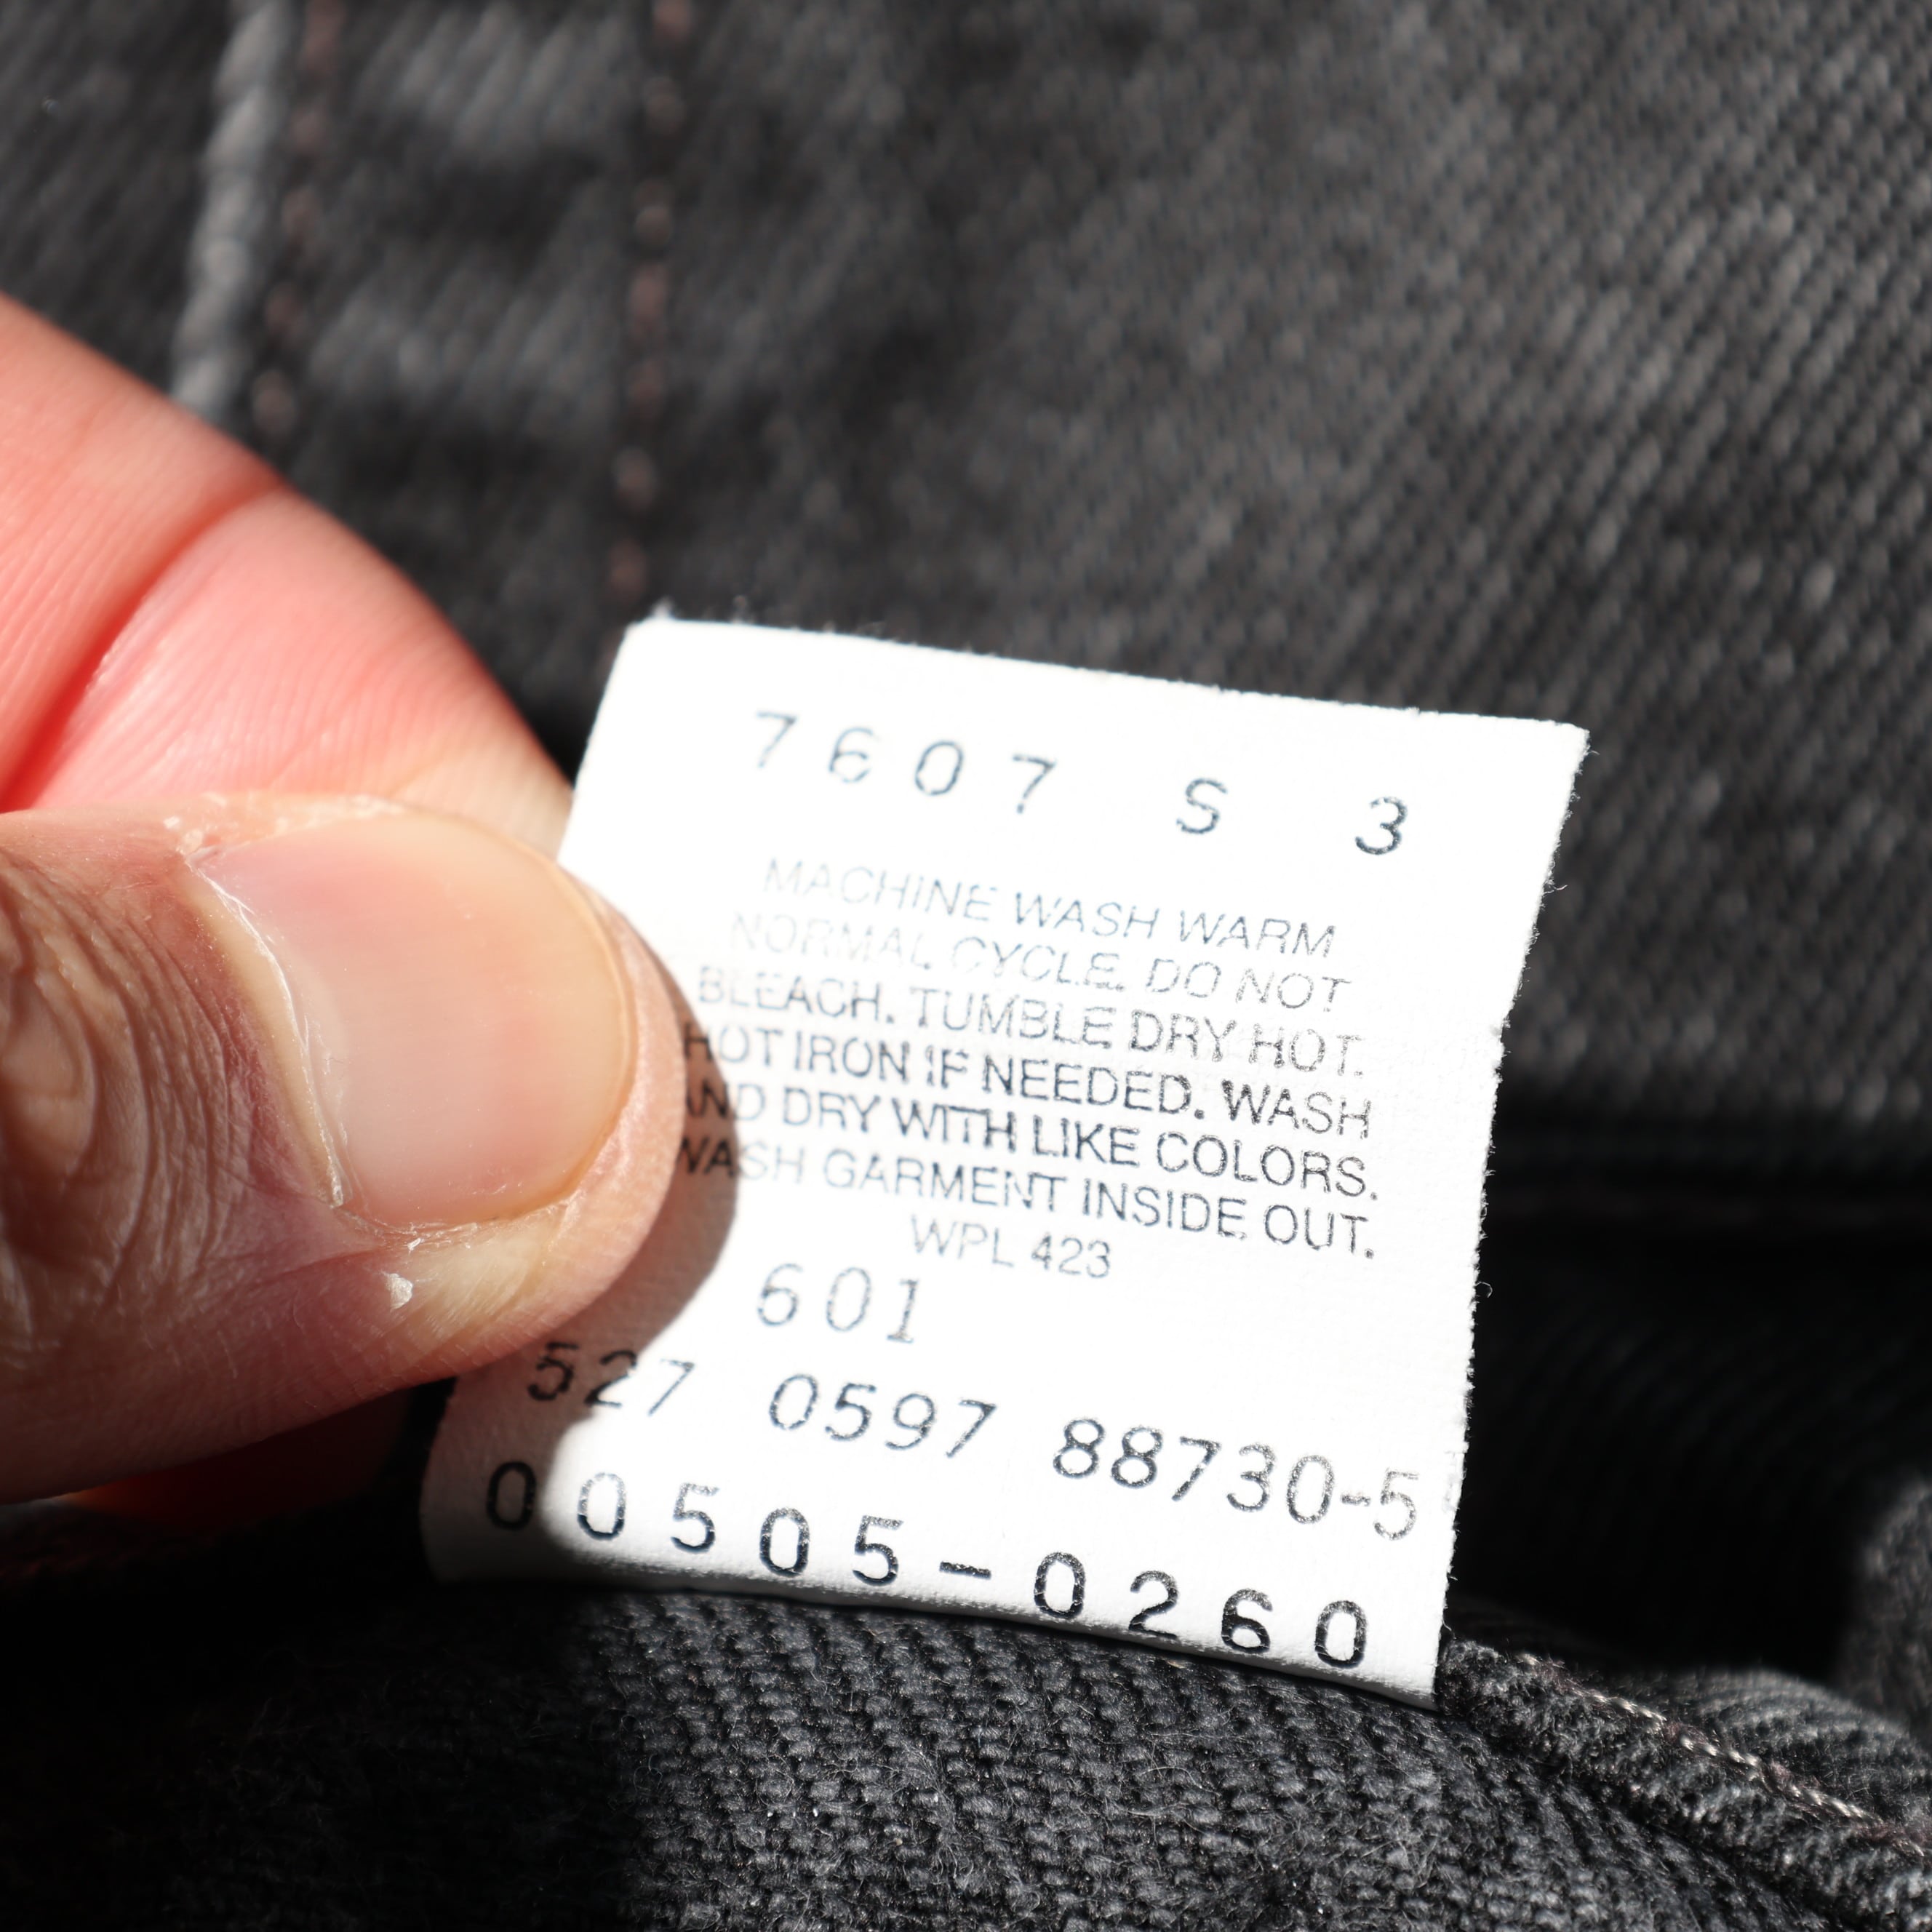 7607 S 3
MACHINE WASH WARM
NORMAL CYCLE. DO NOT
BLEACH. TUMBLE DRY HOT.
HOT IRON IF NEEDED. WASH
AND DRY WITH LIKE COLORS.
WASH GARMENT INSIDE OUT.
WPL 423
601
527 0597 88730-5
00505-0260